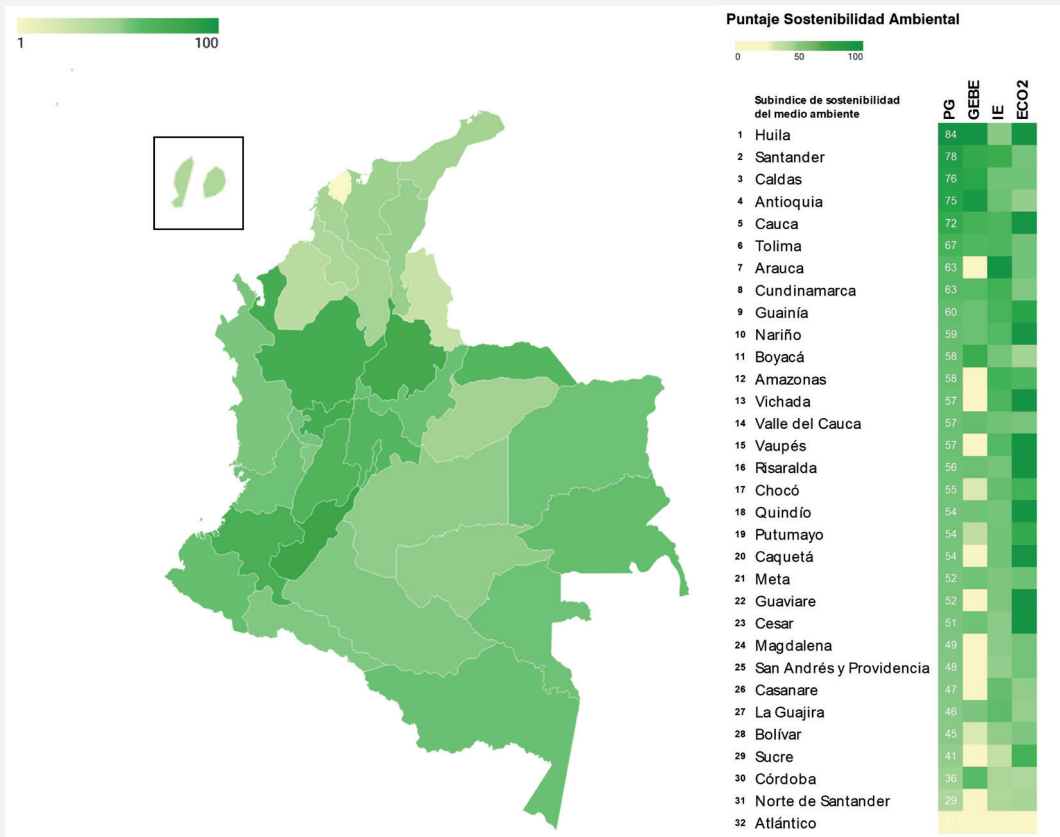 1 100
Puntaje Sostenibilidad Ambiental
0 50 100
Subindice de sostenibilidad
del medio ambiente
PG GEBE IE ECO2
1 Huila 84
2 Santander 78
3 Caldas 76
4 Antioquia 75
5 Cauca 72
6 Tolima 67
7 Arauca 63
8 Cundinamarca 63
9 Guainía 60
10 Nariño 59
11 Boyacá 58
12 Amazonas 58
13 Vichada 57
14 Valle del Cauca 57
15 Vaupés 57
16 Risaralda 56
17 Chocó 55
18 Quindío 54
19 Putumayo 54
20 Caquetá 54
21 Meta 52
22 Guaviare 52
23 Cesar 51
24 Magdalena 49
25 San Andrés y Providencia 48
26 Casanare 47
27 La Guajira 46
28 Bolívar 45
29 Sucre 41
30 Córdoba 36
31 Norte de Santander 29
32 Atlántico